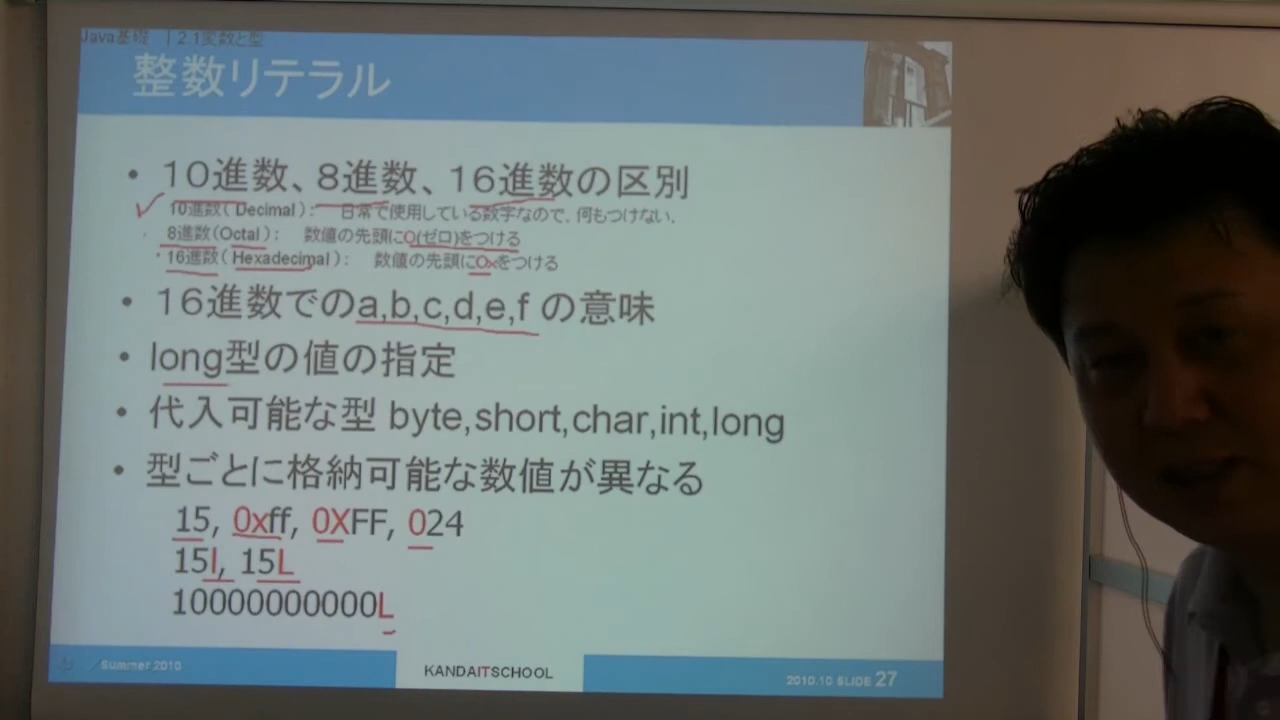 Java基礎 | 2.1変数と型
整数リテラル
• 10進数、8進数、16進数の区別
10進数(Decimal): 日常で使用している数字なので、何もつけない。
8進数(Octal): 数値の先頭に0(ゼロ)をつける
16進数(Hexadecimal): 数値の先頭に0xをつける
• 16進数でのa,b,c,d,e,f の意味
• long型の値の指定
• 代入可能な型 byte,short,char,int,long
• 型ごとに格納可能な数値が異なる
15, 0xff, 0XFF, 024
15l, 15L
10000000000L
Summer 2010
KANDAITSCHOOL
2010.10 SLIDE 27